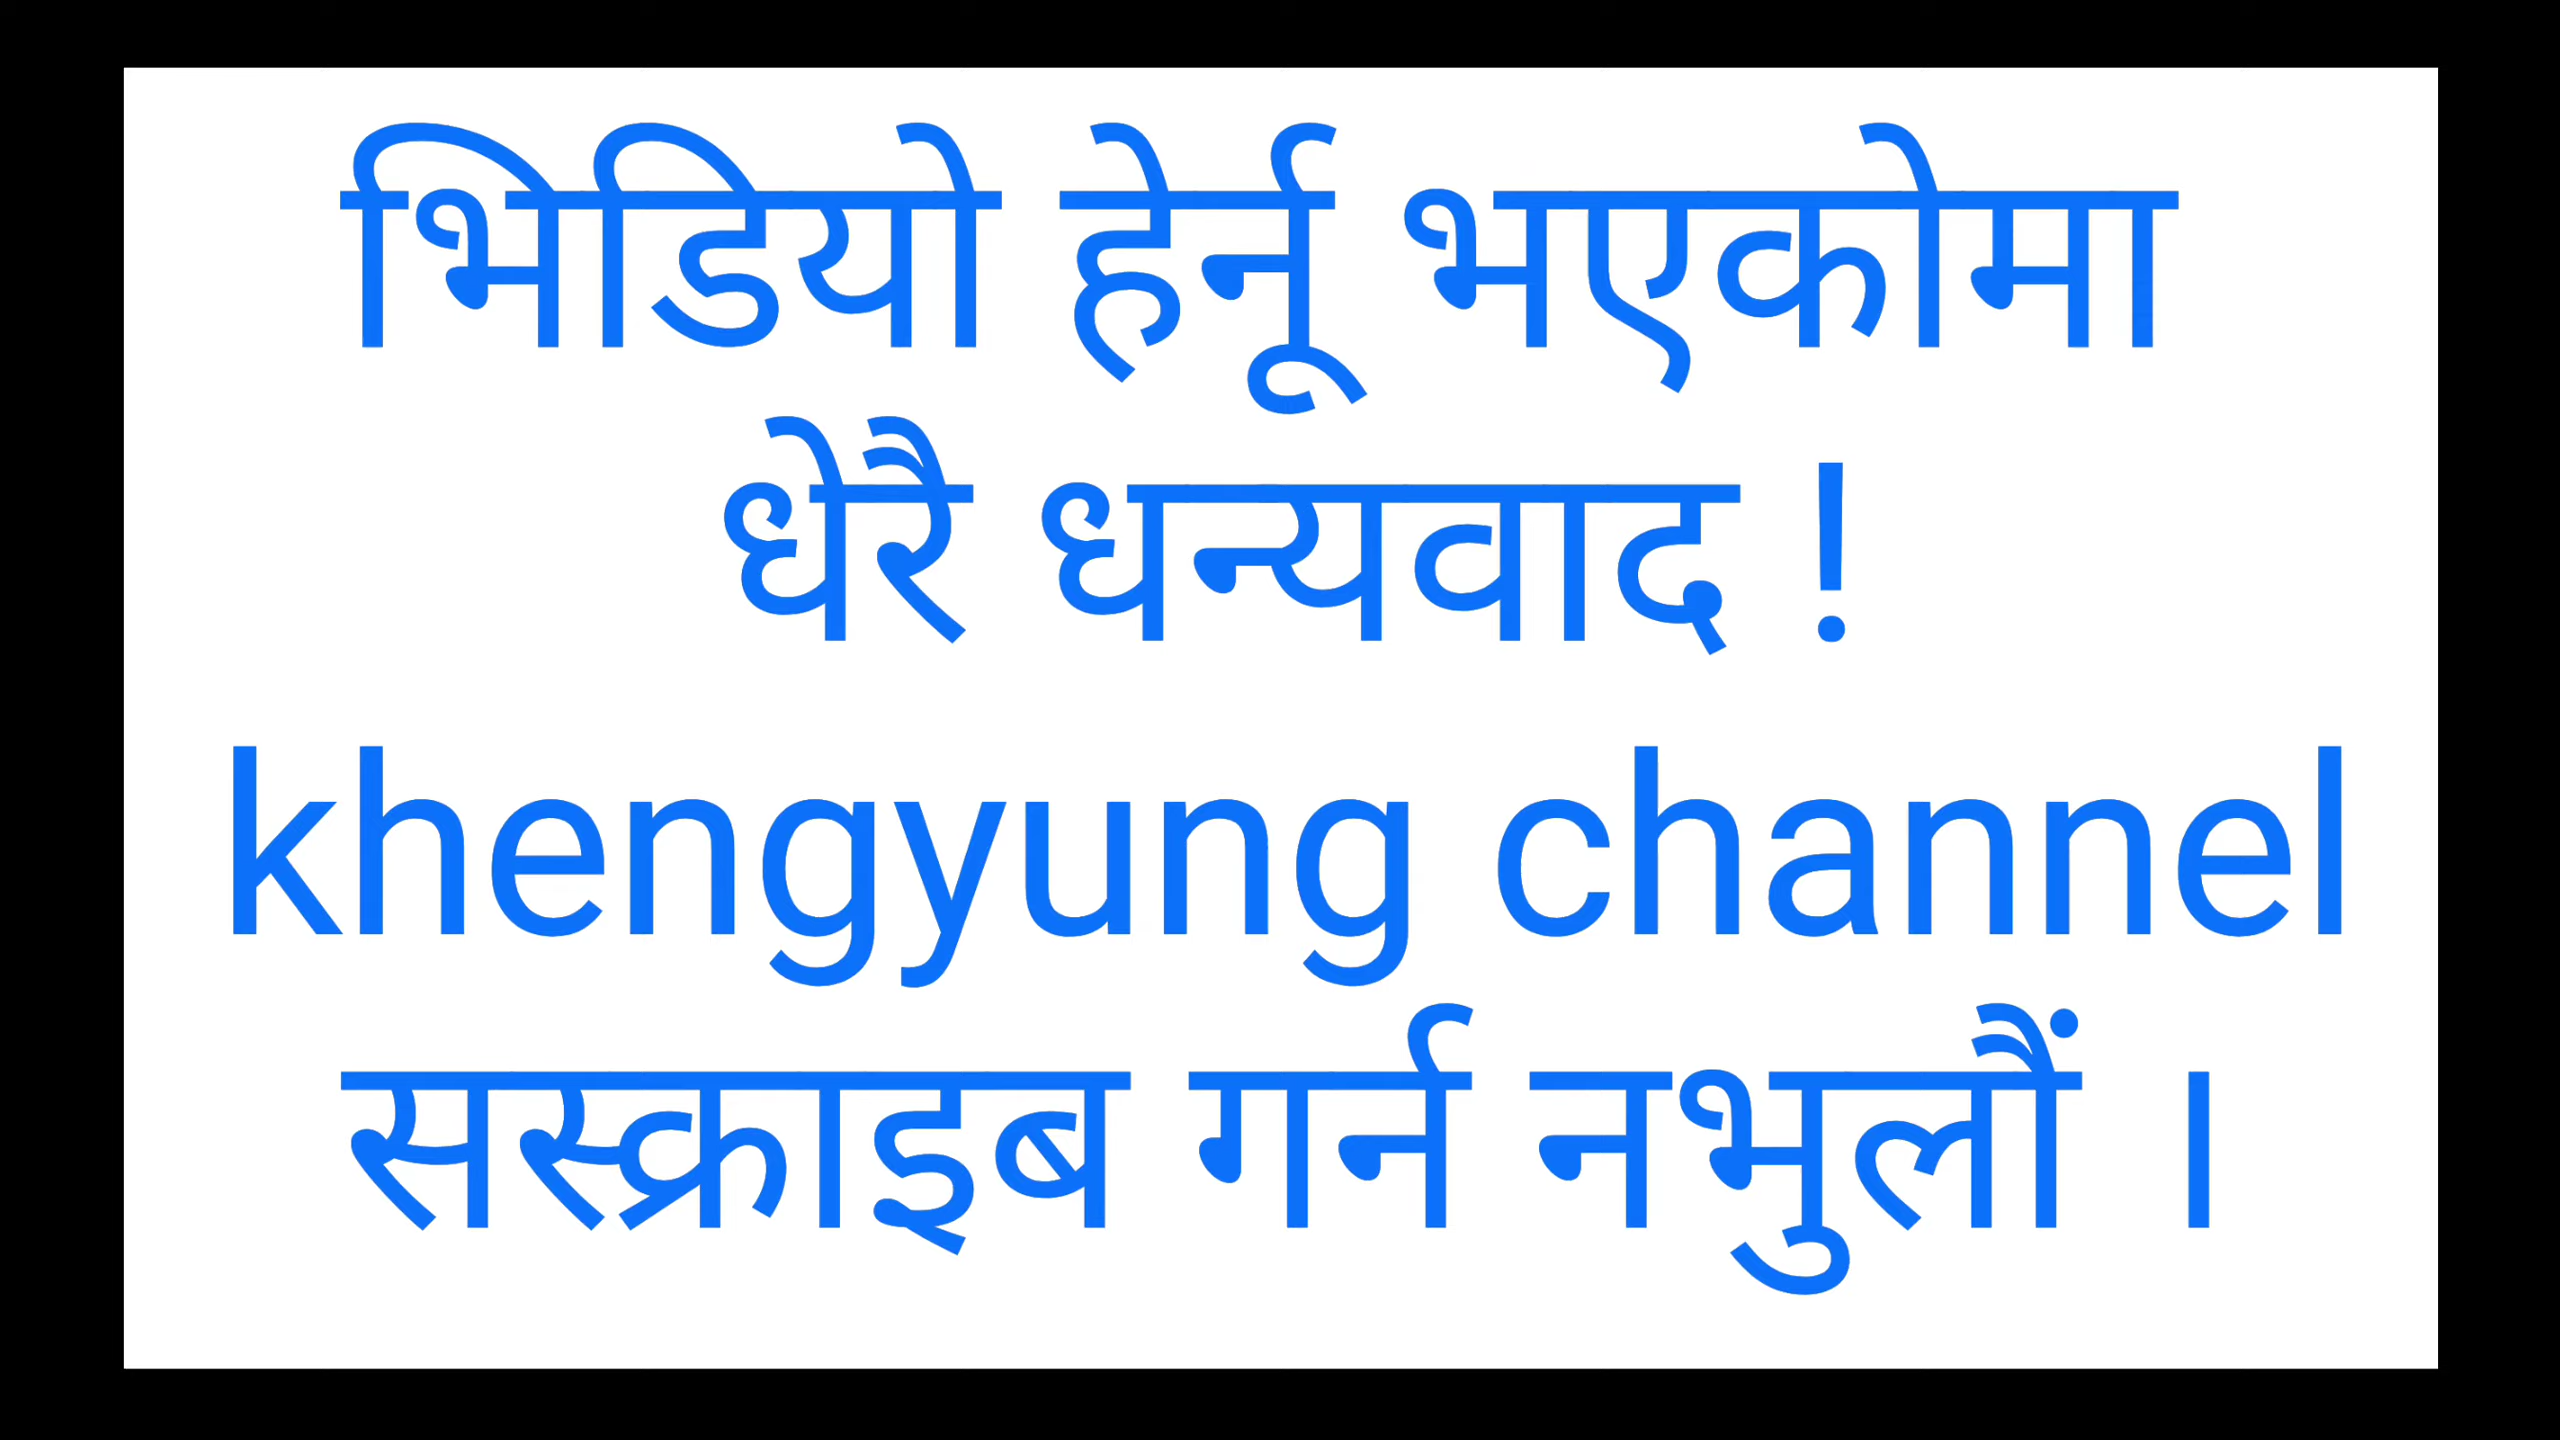 भिडियो हेर्नू भएकोमा
धेरै धन्यवाद !
khengyung channel
सस्क्राइब गर्न नभुलौं ।